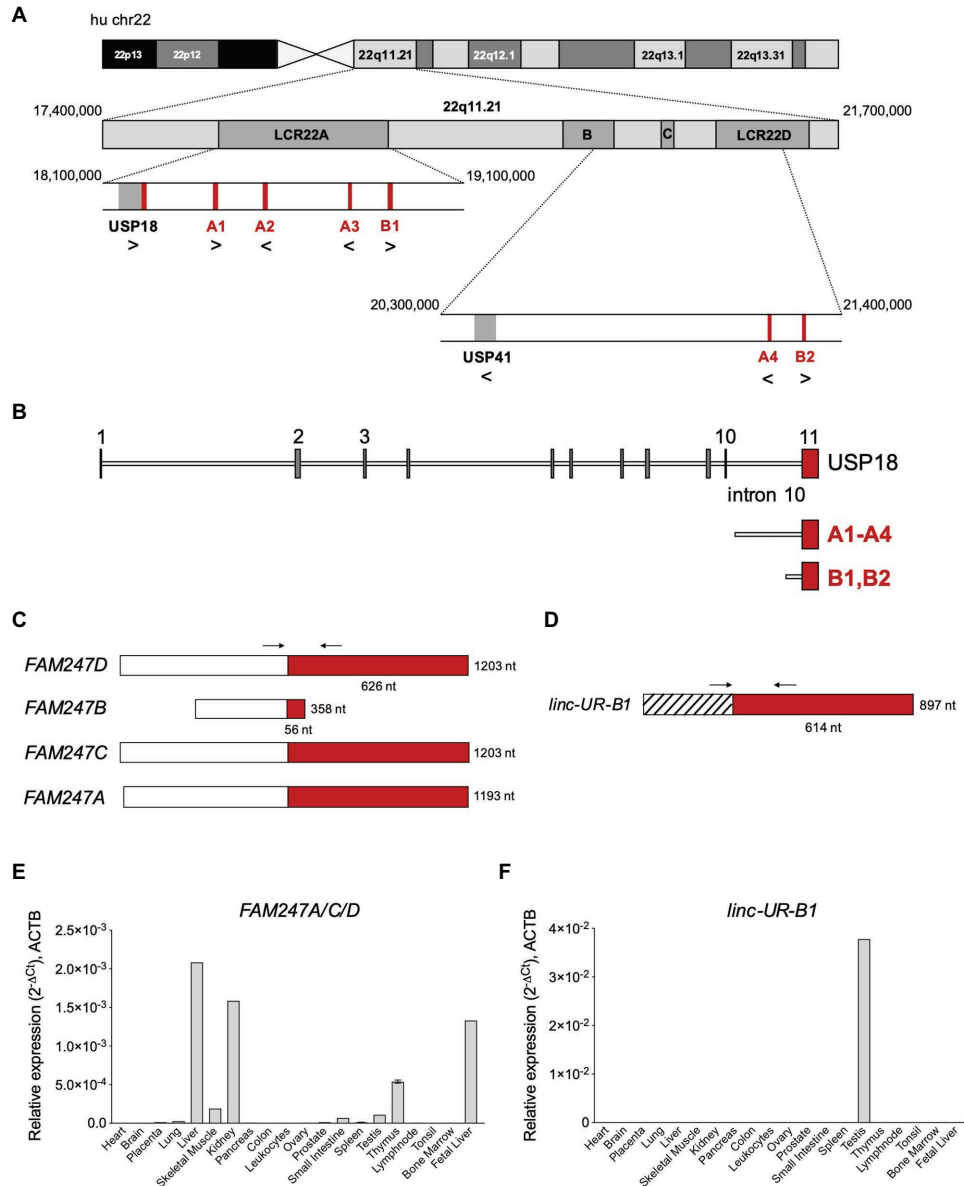 A
hu chr22
22p13 22p12 22q11.21 22q12.1 22q13.1 22q13.31
17,400,000 22q11.21 21,700,000
LCR22A B C LCR22D
18,100,000 19,100,000
USP18 A1 A2 A3 B1
> > < < >
20,300,000 21,400,000
USP41 A4 B2
< < >
B
1 2 3 10 11
USP18
intron 10
A1-A4
B1,B2
C
FAM247D 1203 nt
626 nt
FAM247B 358 nt
56 nt
FAM247C 1203 nt
FAM247A 1193 nt
D
linc-UR-B1 897 nt
614 nt
E
FAM247A/C/D
Relative expression (2-ΔCt), ACTB
2.5×10-3
2.0×10-3
1.5×10-3
1.0×10-3
5.0×10-4
0.0
Heart
Brain
Placenta
Lung
Liver
Skeletal Muscle
Kidney
Pancreas
Colon
Leukocytes
Ovary
Prostate
Small Intestine
Spleen
Testis
Thymus
Lymphnode
Tonsil
Bone Marrow
Fetal Liver
F
linc-UR-B1
Relative expression (2-ΔCt), ACTB
4×10-2
3×10-2
2×10-2
1×10-2
0
Heart
Brain
Placenta
Lung
Liver
Skeletal Muscle
Kidney
Pancreas
Colon
Leukocytes
Ovary
Prostate
Small Intestine
Spleen
Testis
Thymus
Lymphnode
Tonsil
Bone Marrow
Fetal Liver